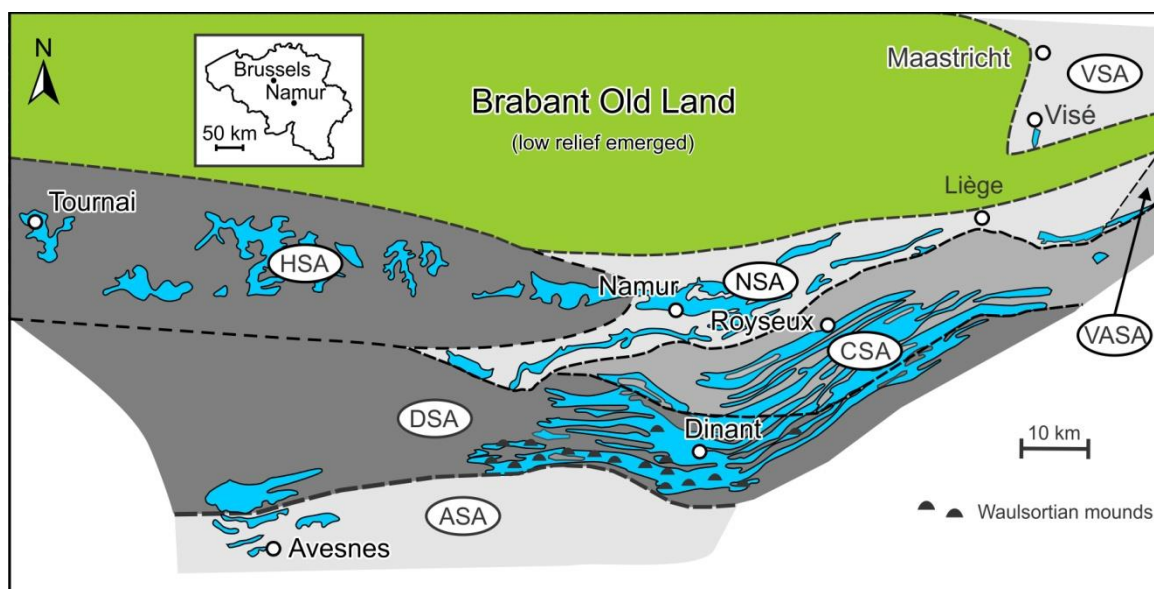 N
Brussels
Namur
50 km
Brabant Old Land
(low relief emerged)
Maastricht
VSA
Visé
Liège
Tournai
HSA
Namur
NSA
Royseux
CSA
VASA
DSA
Dinant
10 km
ASA
Waulsortian mounds
Avesnes